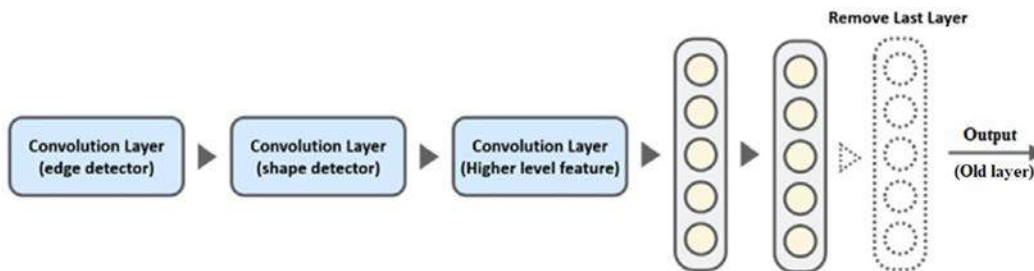 Remove Last Layer
Convolution Layer
(edge detector)
Convolution Layer
(shape detector)
Convolution Layer
(Higher level feature)
Output
(Old layer)